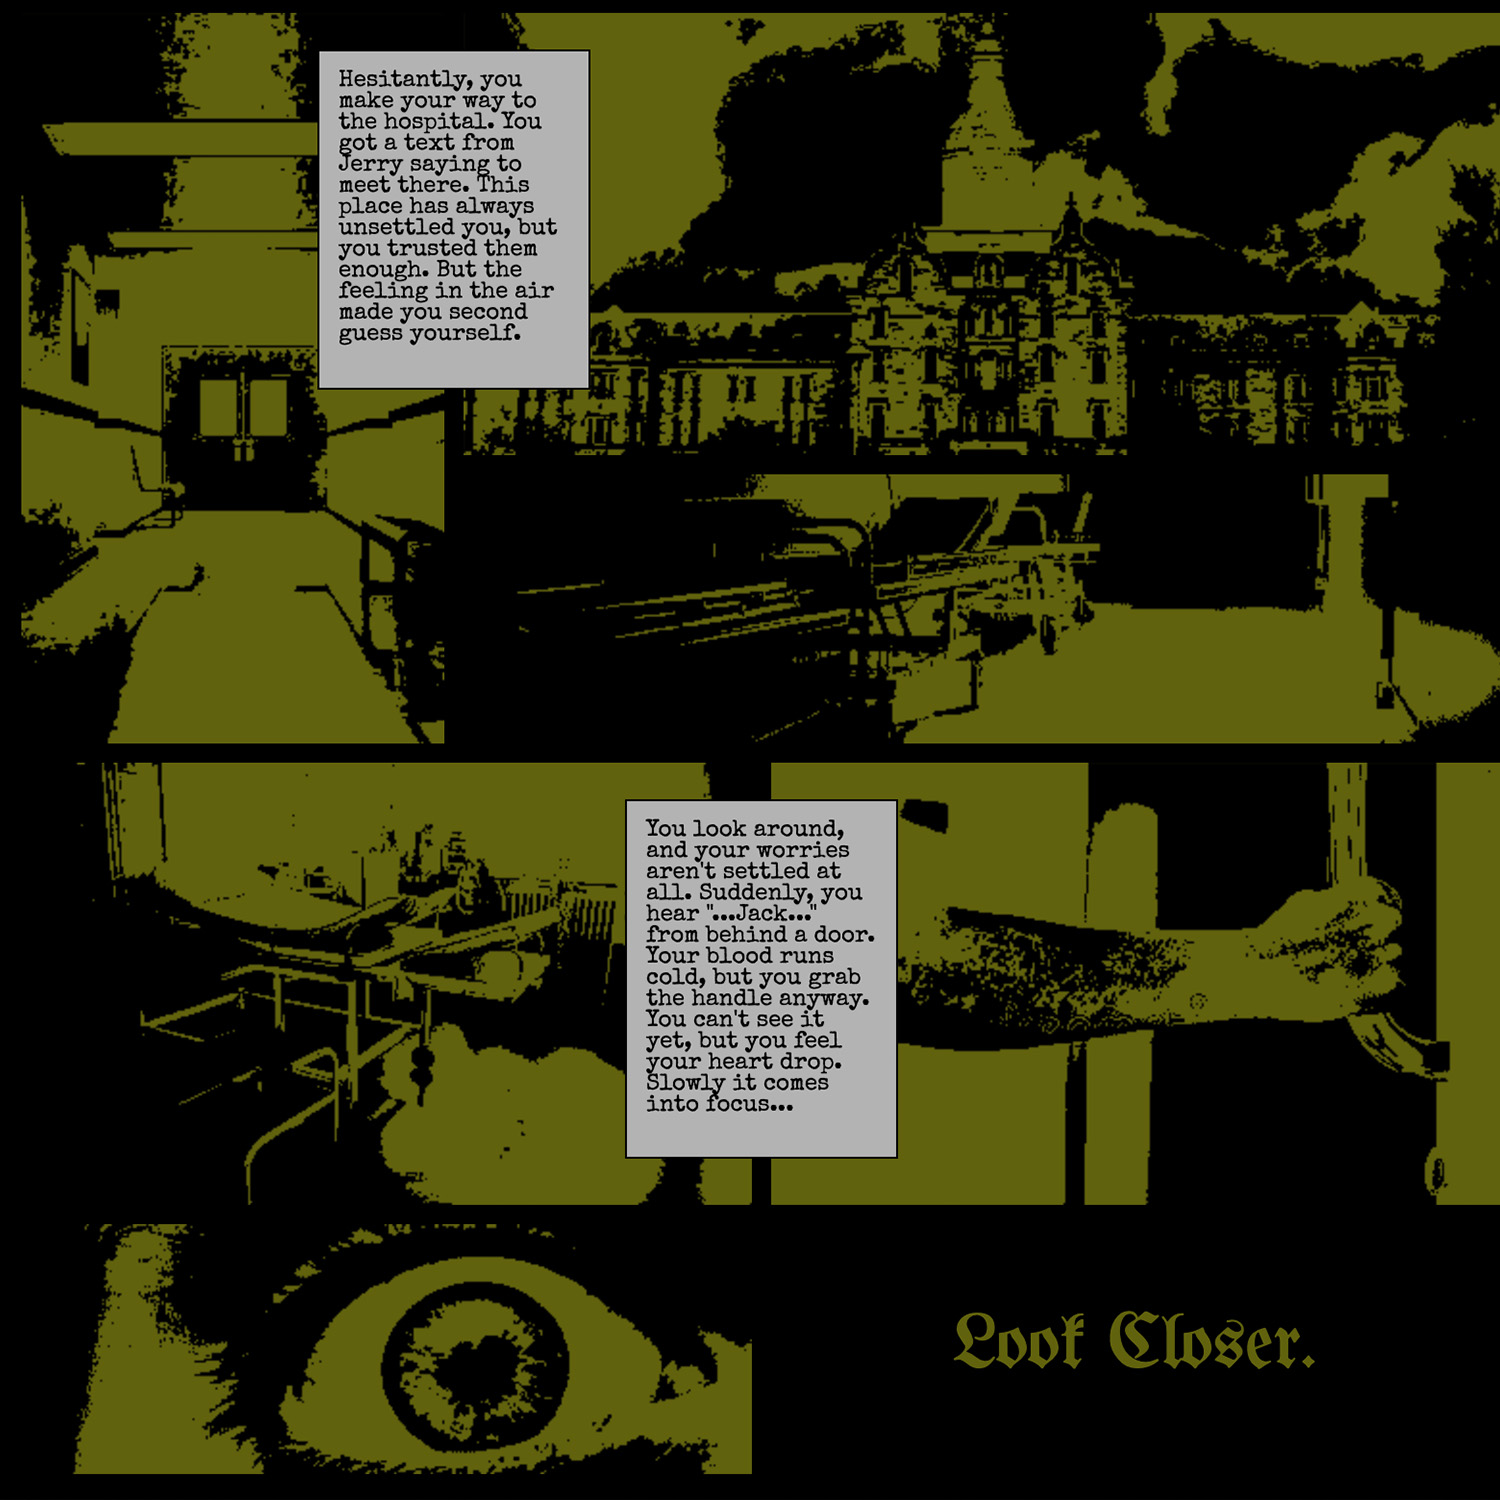 Hesitantly, you
make your way to
the hospital. You
got a text from
Jerry saying to
meet there. This
place has always
unsettled you, but
you trusted them
enough. But the
feeling in the air
made you second
guess yourself.
You look around,
and your worries
aren't settled at
all. Suddenly, you
hear "...Jack..."
from behind a door.
Your blood runs
cold, but you grab
the handle anyway.
You can't see it
yet, but you feel
your heart drop.
Slowly it comes
into focus...
Look Closer.